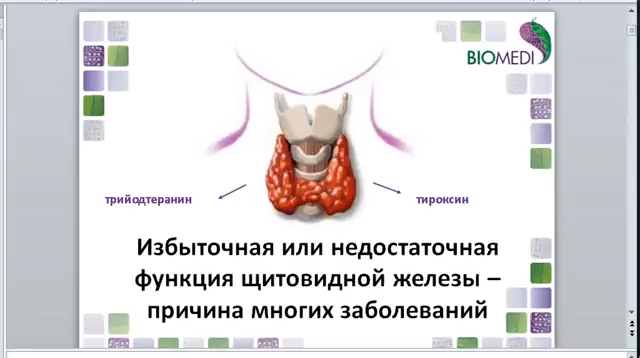 BIOMEDI
трийодтеранин
тироксин
Избыточная или недостаточная
функция щитовидной железы –
причина многих заболеваний